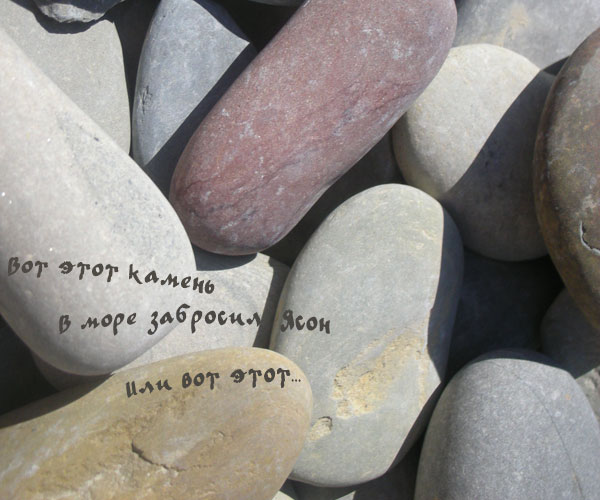 Вот этот камень
В море забросил Ясон
Или вот этот...